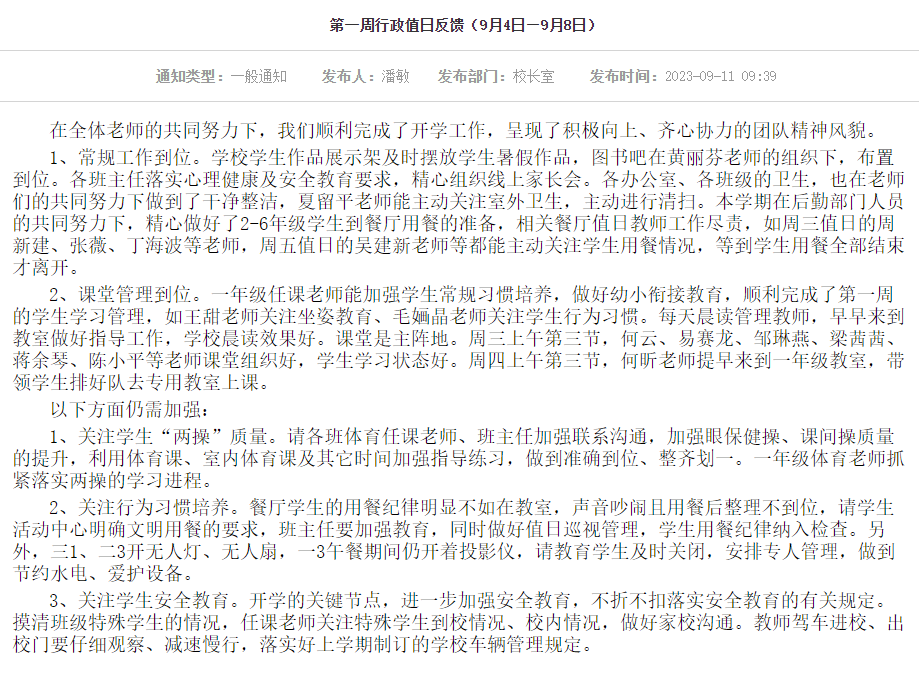 第一周行政值日反馈（9月4日—9月8日）
通知类型：一般通知 发布人：潘敏 发布部门：校长室 发布时间：2023-09-11 09:39
在全体老师的共同努力下，我们顺利完成了开学工作，呈现了积极向上、齐心协力的团队精神风貌。
1、常规工作到位。学校学生作品展示架及时摆放学生暑假作品，图书吧在黄丽芬老师的组织下，布置
到位。各班主任落实心理健康及安全教育要求，精心组织线上家长会。各办公室、各班级的卫生，也在老师
们的共同努力下做到了干净整洁，夏留平老师能主动关注室外卫生，主动进行清扫。本学期在后勤部门人员
的共同努力下，精心做好了2-6年级学生到餐厅用餐的准备，相关餐厅值日教师工作尽责，如周三值日的周
新建、张薇、丁海波等老师，周五值日的吴建新老师等都能主动关注学生用餐情况，等到学生用餐全部结束
才离开。
2、课堂管理到位。一年级任课老师能加强学生常规习惯培养，做好幼小衔接教育，顺利完成了第一周
的学生学习管理，如王甜老师关注坐姿教育、毛婳晶老师关注学生行为习惯。每天晨读管理教师，早早来到
教室做好指导工作，学校晨读效果好。课堂是主阵地。周三上午第三节，何云、易赛龙、邹琳燕、梁茜茜、
蒋余琴、陈小平等老师课堂组织好，学生学习状态好。周四上午第三节，何昕老师提早来到一年级教室，带
领学生排好队去专用教室上课。
以下方面仍需加强：
1、关注学生“两操”质量。请各班体育任课老师、班主任加强联系沟通，加强眼保健操、课间操质量
的提升，利用体育课、室内体育课及其它时间加强指导练习，做到准确到位、整齐划一。一年级体育老师抓
紧落实两操的学习进程。
2、关注行为习惯培养。餐厅学生的用餐纪律明显不如在教室，声音吵闹且用餐后整理不到位，请学生
活动中心明确文明用餐的要求，班主任要加强教育，同时做好值日巡视管理，学生用餐纪律纳入检查。另
外，三1、二3开无人灯、无人扇，一3午餐期间仍开着投影仪，请教育学生及时关闭，安排专人管理，做到
节约水电、爱护设备。
3、关注学生安全教育。开学的关键节点，进一步加强安全教育，不折不扣落实安全教育的有关规定。
摸清班级特殊学生的情况，任课老师关注特殊学生到校情况、校内情况，做好家校沟通。教师驾车进校、出
校门要仔细观察、减速慢行，落实好上学期制订的学校车辆管理规定。